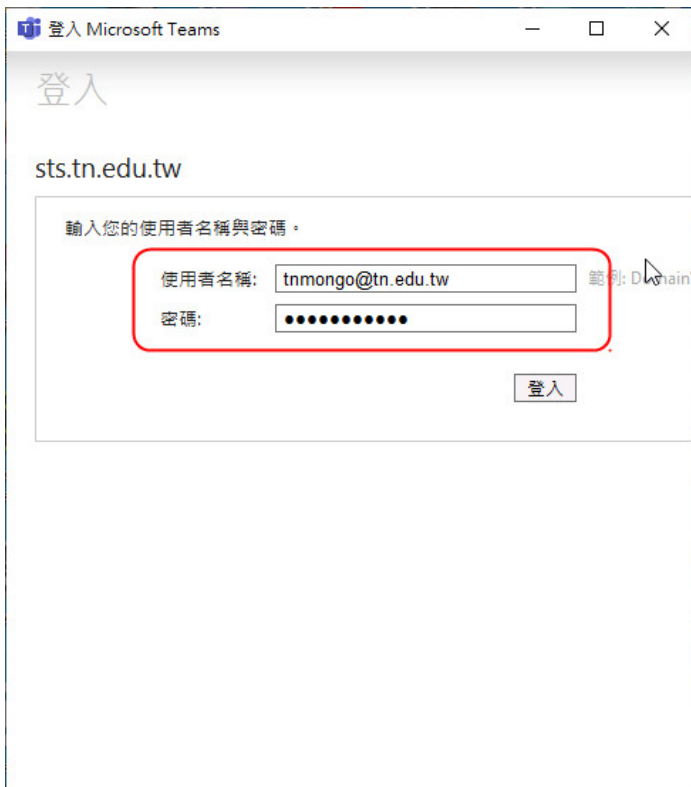 登入 Microsoft Teams
登入
sts.tn.edu.tw
輸入您的使用者名稱與密碼。
使用者名稱: tnmongo@tn.edu.tw 範例:
密碼: ●●●●●●●●●●●
登入